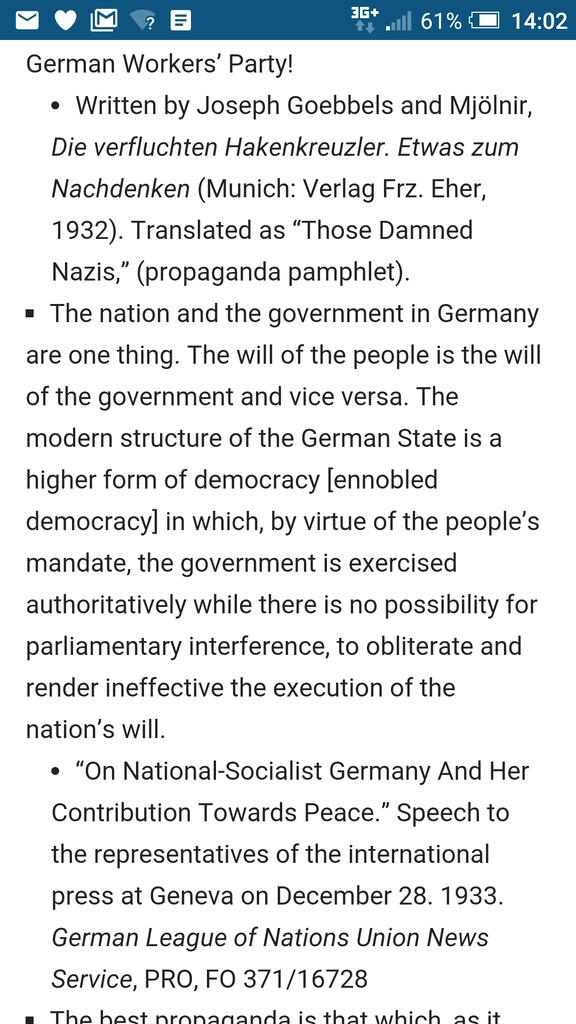 3G+ 61% 14:02
German Workers’ Party!
• Written by Joseph Goebbels and Mjölnir,
Die verfluchten Hakenkreuzler. Etwas zum
Nachdenken (Munich: Verlag Frz. Eher,
1932). Translated as “Those Damned
Nazis,” (propaganda pamphlet).
▪ The nation and the government in Germany
are one thing. The will of the people is the will
of the government and vice versa. The
modern structure of the German State is a
higher form of democracy [ennobled
democracy] in which, by virtue of the people’s
mandate, the government is exercised
authoritatively while there is no possibility for
parliamentary interference, to obliterate and
render ineffective the execution of the
nation’s will.
• “On National-Socialist Germany And Her
Contribution Towards Peace.” Speech to
the representatives of the international
press at Geneva on December 28. 1933.
German League of Nations Union News
Service, PRO, FO 371/16728
▪ The best propaganda is that which, as it